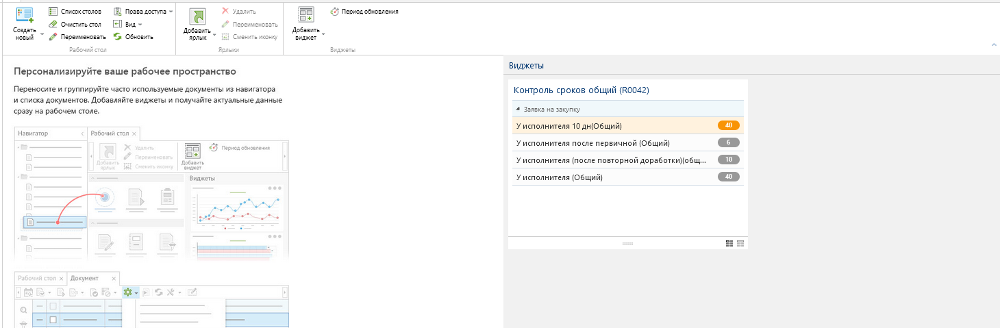 Создать новый
Список столов
Очистить стол
Переименовать
Права доступа
Вид
Обновить
Рабочий стол
Добавить ярлык
Удалить
Переименовать
Сменить иконку
Ярлыки
Добавить виджет
Период обновления
Виджеты
Персонализируйте ваше рабочее пространство
Переносите и группируйте часто используемые документы из навигатора
и списка документов. Добавляйте виджеты и получайте актуальные данные
сразу на рабочем столе.
Навигатор
Рабочий стол
Добавить ярлык
Удалить
Переименовать
Сменить иконку
Добавить виджет
Период обновления
Виджеты
Рабочий стол
Документ
Виджеты
Контроль сроков общий (R0042)
Заявка на закупку
У исполнителя 10 дн(Общий) 40
У исполнителя после первичной (Общий) 6
У исполнителя (после повторной доработки)(общ... 10
У исполнителя (Общий) 40